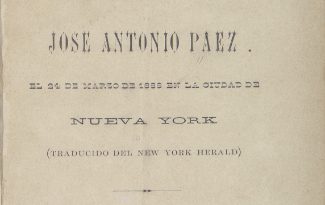 JOSE ANTONIO PAEZ.
EL 24 DE MARZO DE 1888 EN LA CIUDAD DE
NUEVA YORK
(TRADUCIDO DEL NEW YORK HERALD)